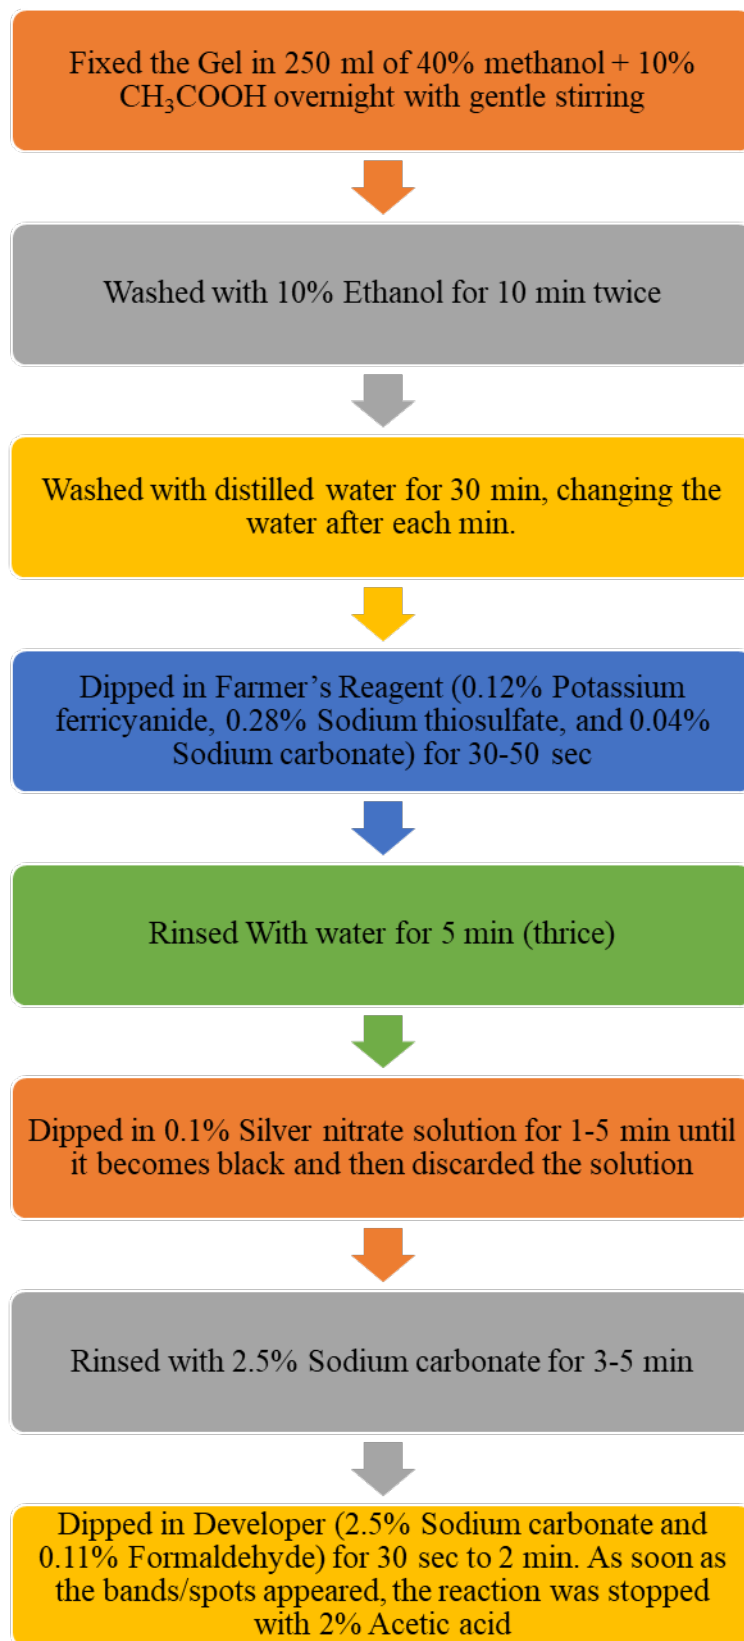 Fixed the Gel in 250 ml of 40% methanol + 10%
CH₃COOH overnight with gentle stirring
Washed with 10% Ethanol for 10 min twice
Washed with distilled water for 30 min, changing the
water after each min.
Dipped in Farmer’s Reagent (0.12% Potassium
ferricyanide, 0.28% Sodium thiosulfate, and 0.04%
Sodium carbonate) for 30-50 sec
Rinsed With water for 5 min (thrice)
Dipped in 0.1% Silver nitrate solution for 1-5 min until
it becomes black and then discarded the solution
Rinsed with 2.5% Sodium carbonate for 3-5 min
Dipped in Developer (2.5% Sodium carbonate and
0.11% Formaldehyde) for 30 sec to 2 min. As soon as
the bands/spots appeared, the reaction was stopped
with 2% Acetic acid